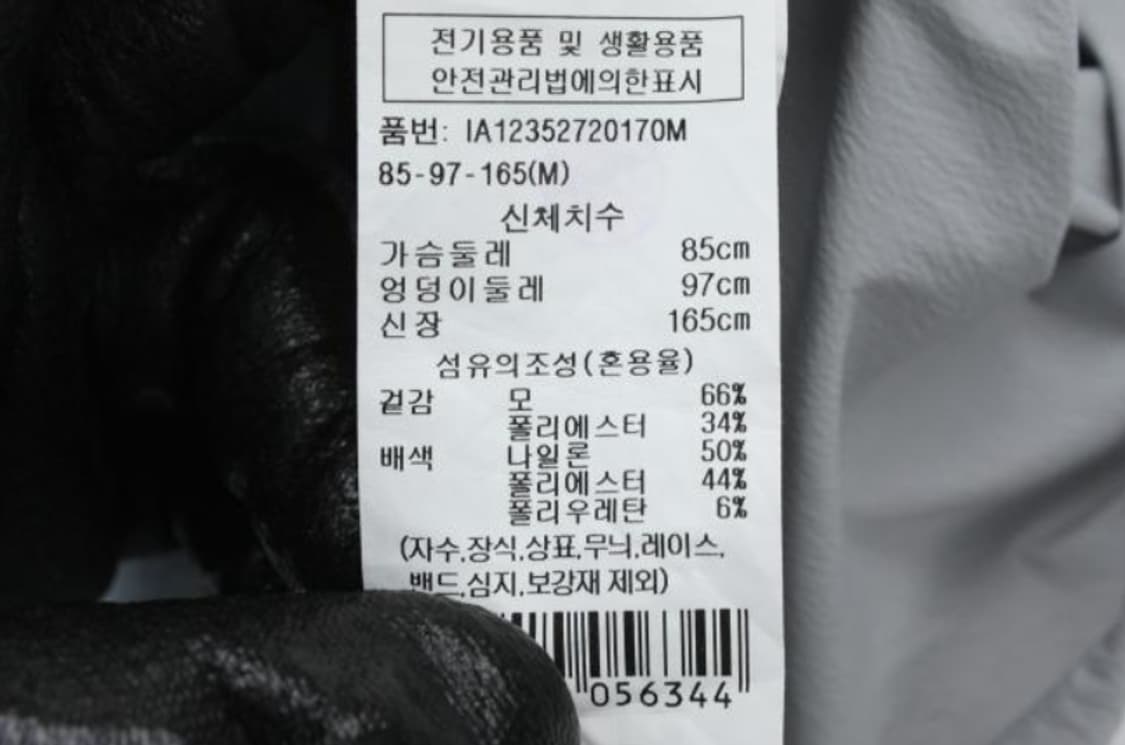 전기용품 및 생활용품
안전관리법에의한표시
품번: IA12352720170M
85-97-165(M)
신체치수
가슴둘레 85cm
엉덩이둘레 97cm
신장 165cm
섬유의조성(혼용율)
겉감 모 66%
폴리에스터 34%
배색 나일론 50%
폴리에스터 44%
폴리우레탄 6%
(자수,장식,상표,무늬,레이스,
밴드,심지,보강재 제외)
056344